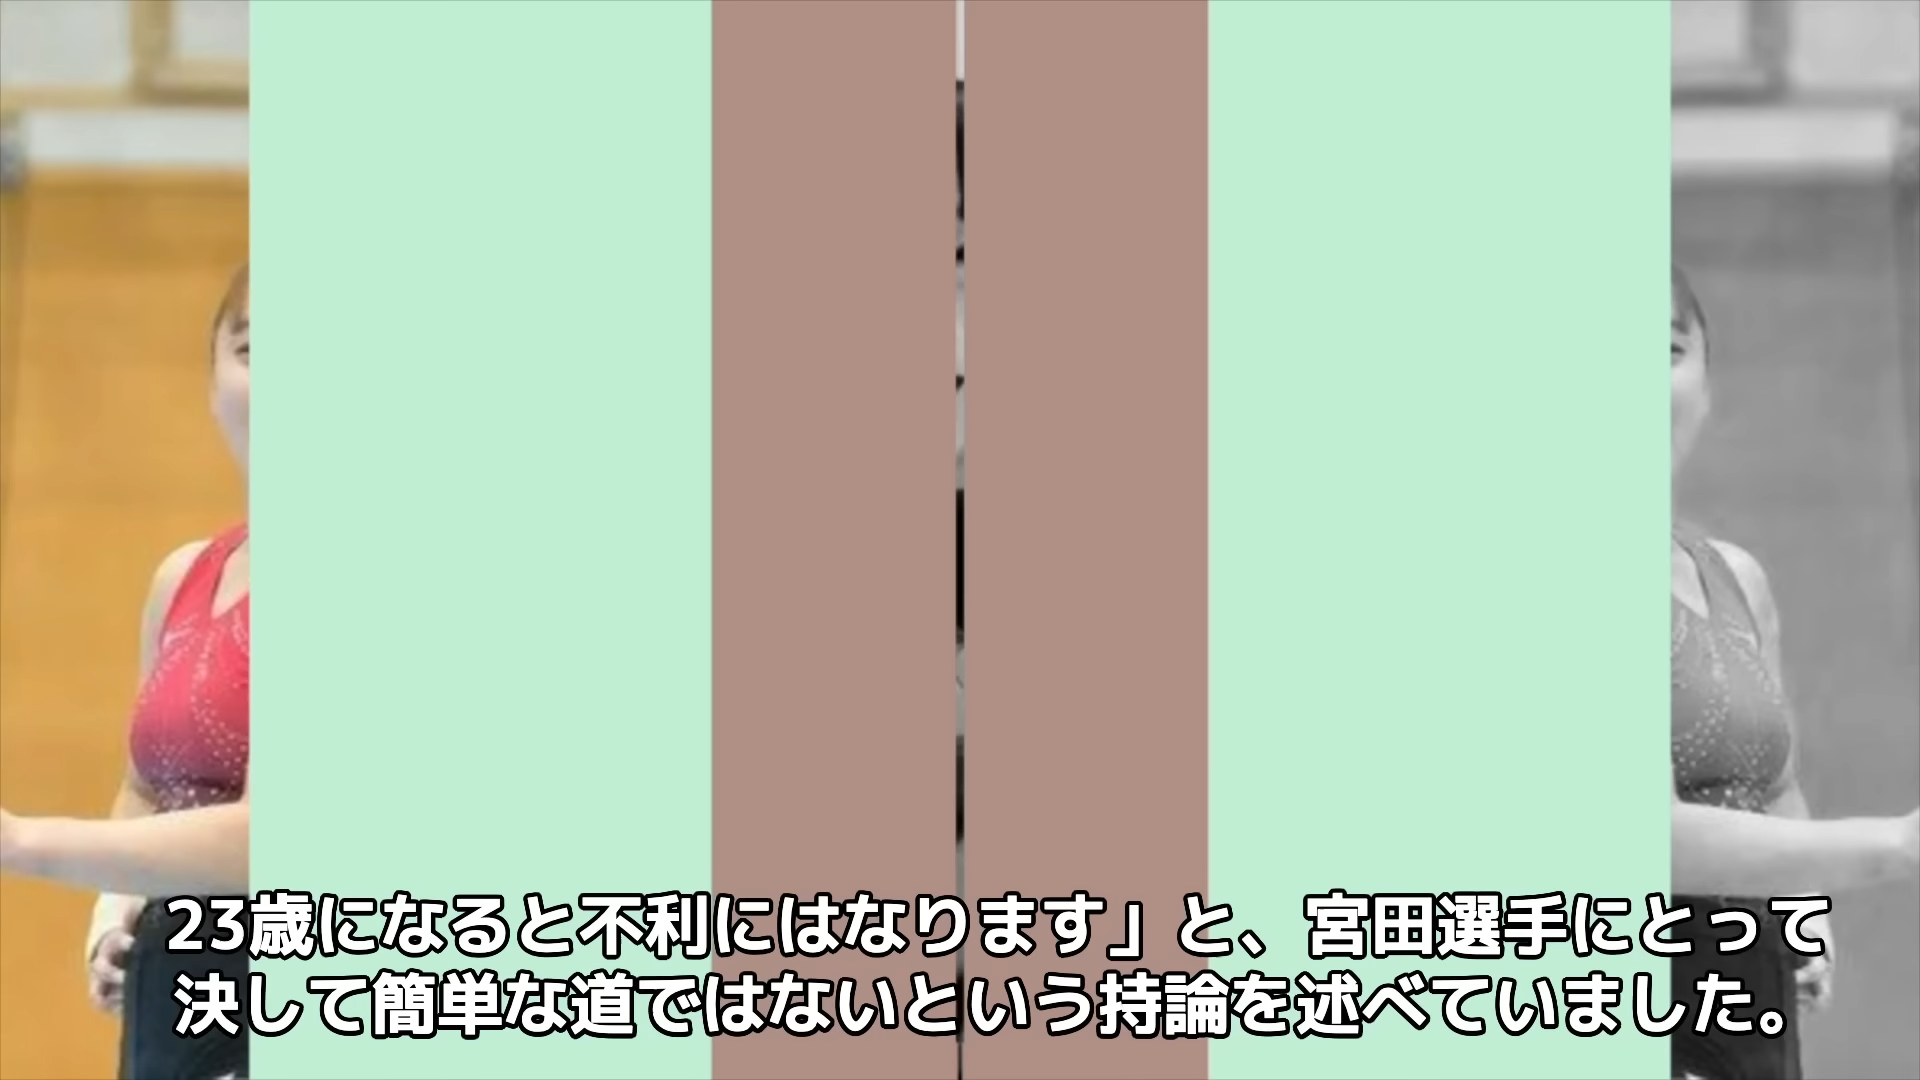 23歳になると不利にはなります」と、宮田選手にとって
決して簡単な道ではないという持論を述べていました。